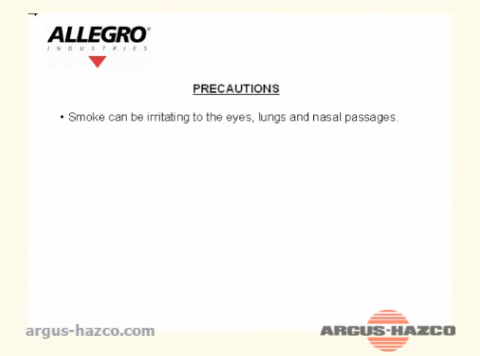 ALLEGRO
INDUSTRIES
PRECAUTIONS
• Smoke can be irritating to the eyes, lungs and nasal passages.
argus-hazco.com
ARGUS-HAZCO